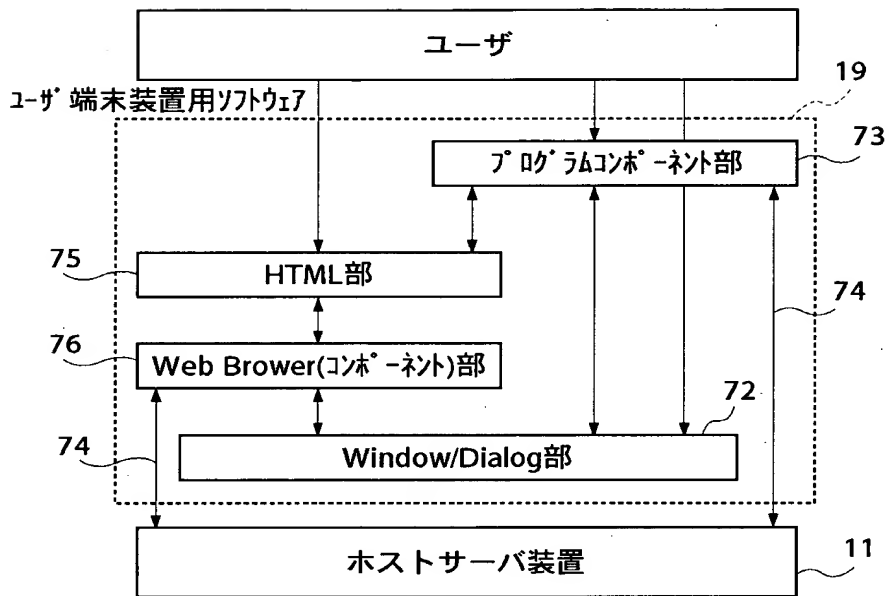 ユーザ
ﾕｰｻﾞ端末装置用ｿﾌﾄｳｪｱ
19
ﾌﾟﾛｸﾞﾗﾑｺﾝﾎﾟｰﾈﾝﾄ部
73
75
HTML部
74
76
Web Brower(ｺﾝﾎﾟｰﾈﾝﾄ)部
72
74
Window/Dialog部
ホストサーバ装置
11